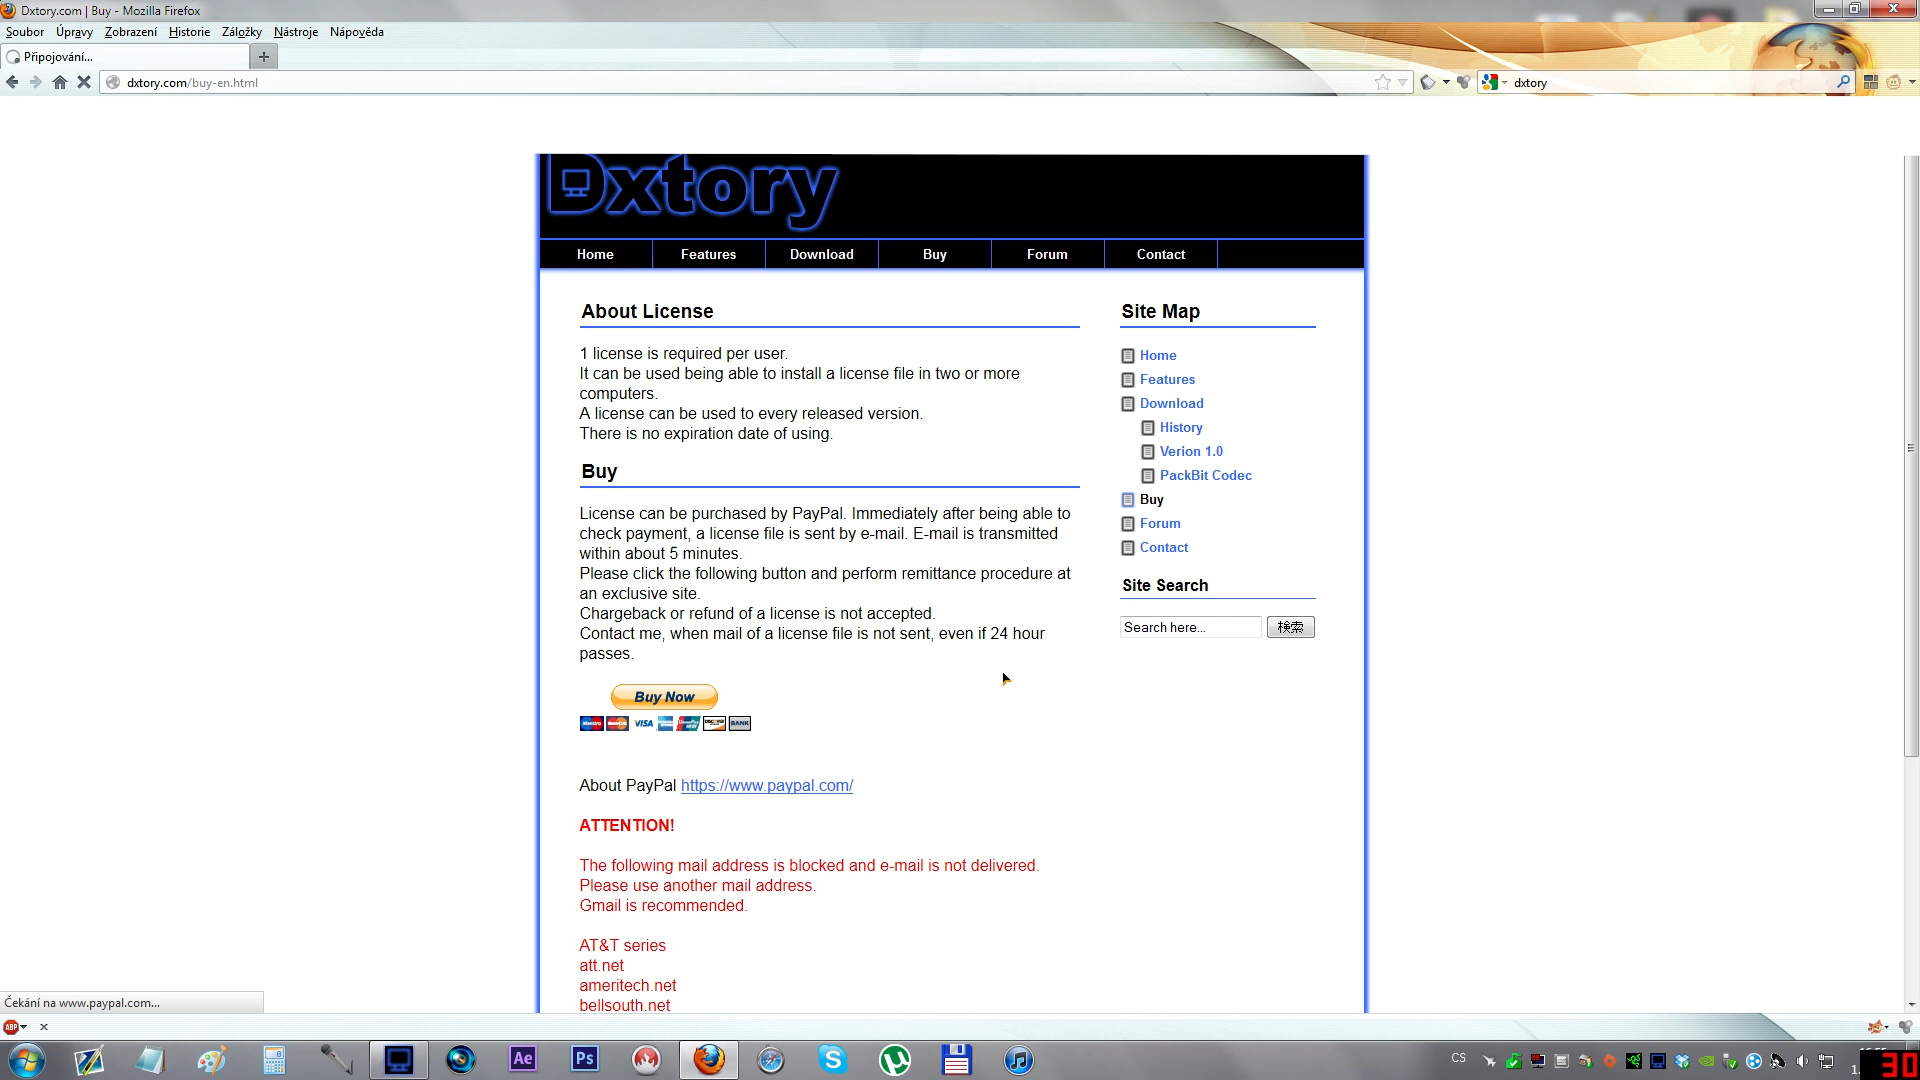 Dxtory.com | Buy - Mozilla Firefox
Soubor Úpravy Zobrazení Historie Záložky Nástroje Nápověda
Připojování...
dxtory.com/buy-en.html
dxtory
Dxtory
Home Features Download Buy Forum Contact
About License
1 license is required per user.
It can be used being able to install a license file in two or more
computers.
A license can be used to every released version.
There is no expiration date of using.
Buy
License can be purchased by PayPal. Immediately after being able to
check payment, a license file is sent by e-mail. E-mail is transmitted
within about 5 minutes.
Please click the following button and perform remittance procedure at
an exclusive site.
Chargeback or refund of a license is not accepted.
Contact me, when mail of a license file is not sent, even if 24 hour
passes.
Buy Now
VISA BANK
About PayPal https://www.paypal.com/
ATTENTION!
The following mail address is blocked and e-mail is not delivered.
Please use another mail address.
Gmail is recommended.
AT&T series
att.net
ameritech.net
bellsouth.net
Site Map
Home
Features
Download
History
Verion 1.0
PackBit Codec
Buy
Forum
Contact
Site Search
Search here... 検索
Čekání na www.paypal.com...
ABP
Ae Ps
CS
30